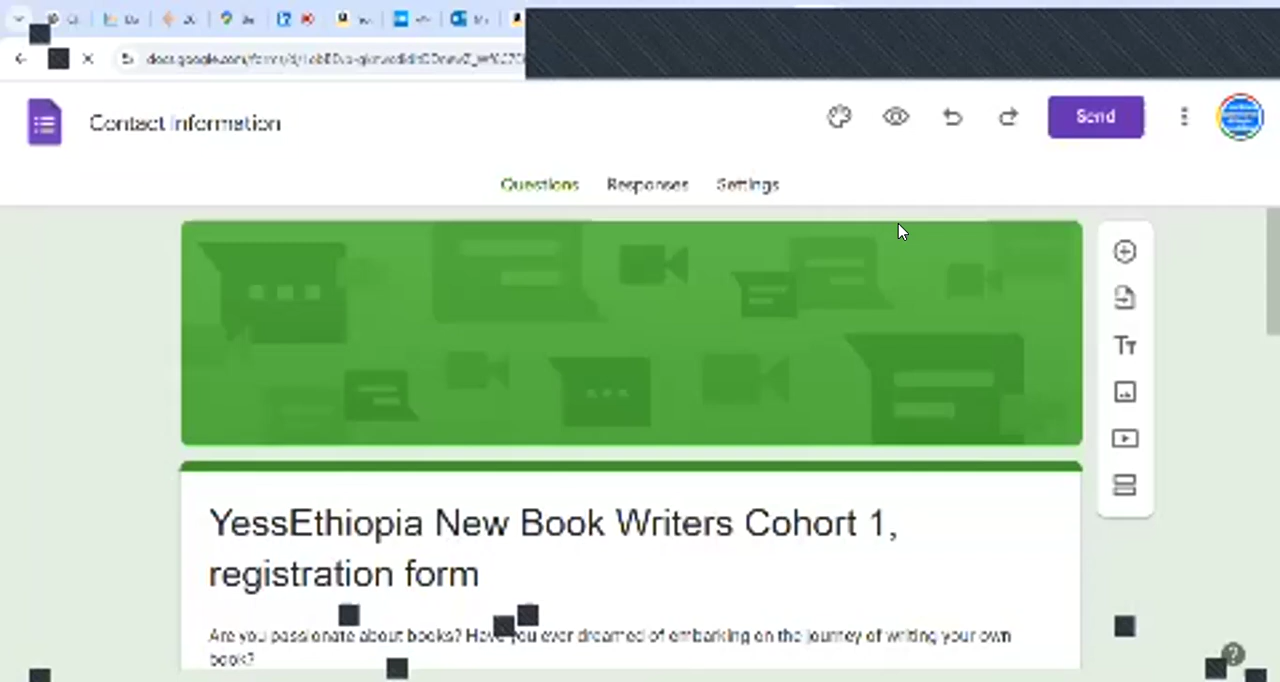 Contact Information
Send
Questions Responses Settings
YessEthiopia New Book Writers Cohort 1,
registration form
Are you passionate about books? Have you ever dreamed of embarking on the journey of writing your own
book?